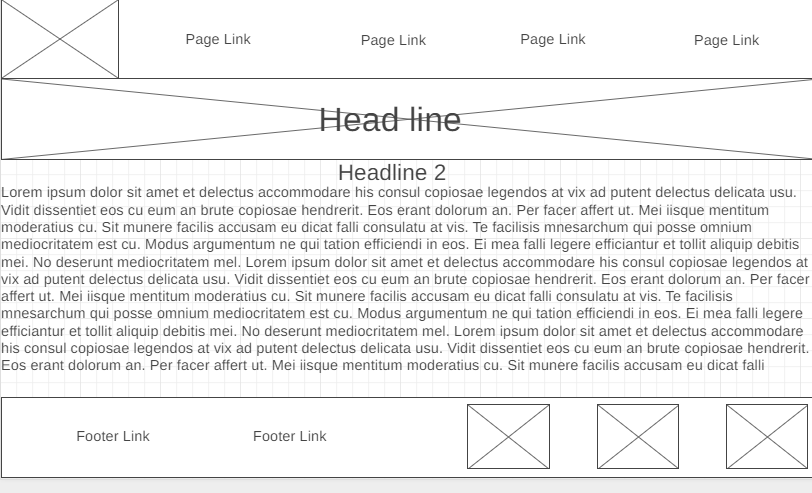 Page Link Page Link Page Link Page Link
Head line
Headline 2
Lorem ipsum dolor sit amet et delectus accommodare his consul copiosae legendos at vix ad putent delectus delicata usu.
Vidit dissentiet eos cu eum an brute copiosae hendrerit. Eos erant dolorum an. Per facer affert ut. Mei iisque mentitum
moderatius cu. Sit munere facilis accusam eu dicat falli consulatu at vis. Te facilisis mnesarchum qui posse omnium
mediocritatem est cu. Modus argumentum ne qui tation efficiendi in eos. Ei mea falli legere efficiantur et tollit aliquip debitis
mei. No deserunt mediocritatem mel. Lorem ipsum dolor sit amet et delectus accommodare his consul copiosae legendos at
vix ad putent delectus delicata usu. Vidit dissentiet eos cu eum an brute copiosae hendrerit. Eos erant dolorum an. Per facer
affert ut. Mei iisque mentitum moderatius cu. Sit munere facilis accusam eu dicat falli consulatu at vis. Te facilisis
mnesarchum qui posse omnium mediocritatem est cu. Modus argumentum ne qui tation efficiendi in eos. Ei mea falli legere
efficiantur et tollit aliquip debitis mei. No deserunt mediocritatem mel. Lorem ipsum dolor sit amet et delectus accommodare
his consul copiosae legendos at vix ad putent delectus delicata usu. Vidit dissentiet eos cu eum an brute copiosae hendrerit.
Eos erant dolorum an. Per facer affert ut. Mei iisque mentitum moderatius cu. Sit munere facilis accusam eu dicat falli
Footer Link Footer Link